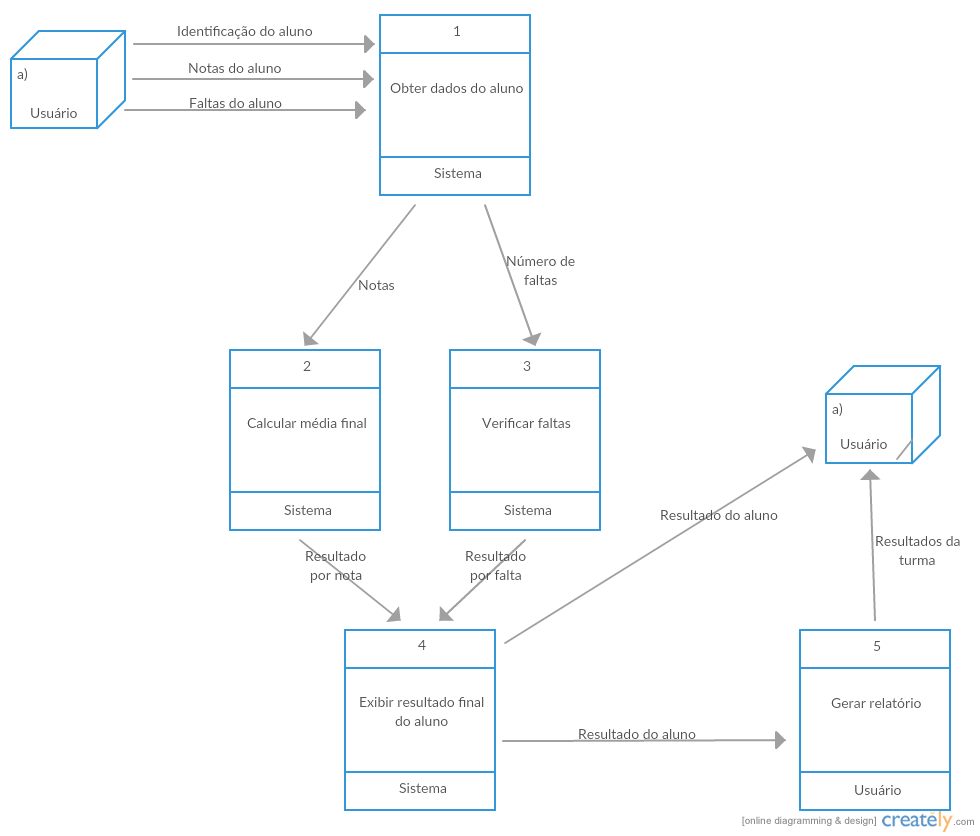 a)
Usuário
Identificação do aluno
Notas do aluno
Faltas do aluno
1
Obter dados do aluno
Sistema
Notas
Número de
faltas
2
Calcular média final
Sistema
3
Verificar faltas
Sistema
a)
Usuário
Resultado
por nota
Resultado
por falta
Resultado do aluno
Resultados da
turma
4
Exibir resultado final
do aluno
Sistema
Resultado do aluno
5
Gerar relatório
Usuário
[online diagramming & design] creately.com